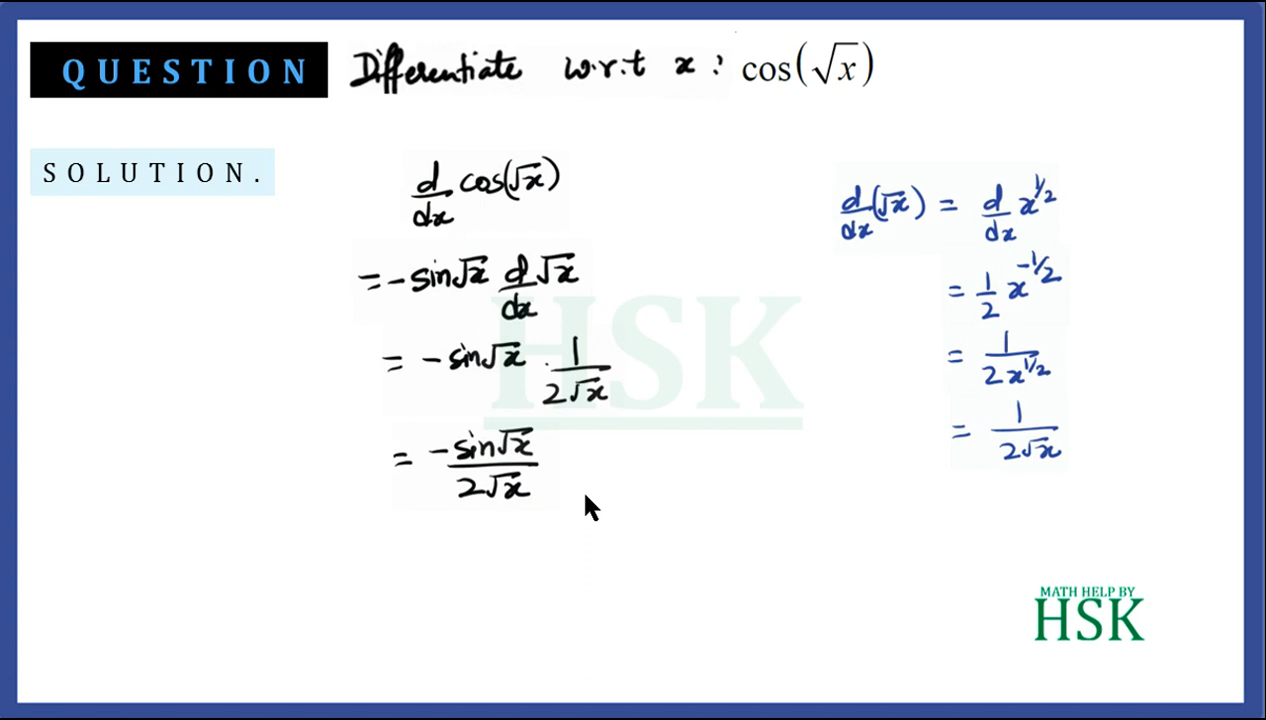 QUESTION Differentiate w.r.t x : cos(√x)
SOLUTION.
d/dx cos(√x)
= -sin√x d/dx √x
= -sin√x . 1/2√x
= -sin√x/2√x
d/dx (√x) = d/dx x^1/2
= 1/2 x^-1/2
= 1/2x^1/2
= 1/2√x
HSK
MATH HELP BY
HSK